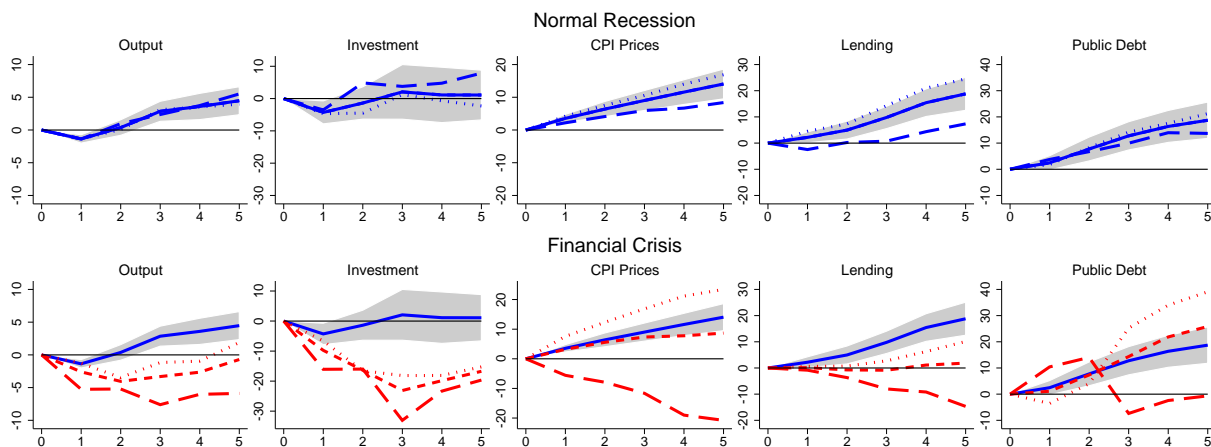 Normal Recession
Output Investment CPI Prices Lending Public Debt
10 5 0 -5 -10
10 0 -10 -20 -30
20 10 0 -10 -20
30 20 10 0 -10 -20
40 30 20 10 0 -10
0 1 2 3 4 5 0 1 2 3 4 5 0 1 2 3 4 5 0 1 2 3 4 5 0 1 2 3 4 5
Financial Crisis
Output Investment CPI Prices Lending Public Debt
10 5 0 -5 -10
10 0 -10 -20 -30
20 10 0 -10 -20
30 20 10 0 -10 -20
40 30 20 10 0 -10
0 1 2 3 4 5 0 1 2 3 4 5 0 1 2 3 4 5 0 1 2 3 4 5 0 1 2 3 4 5